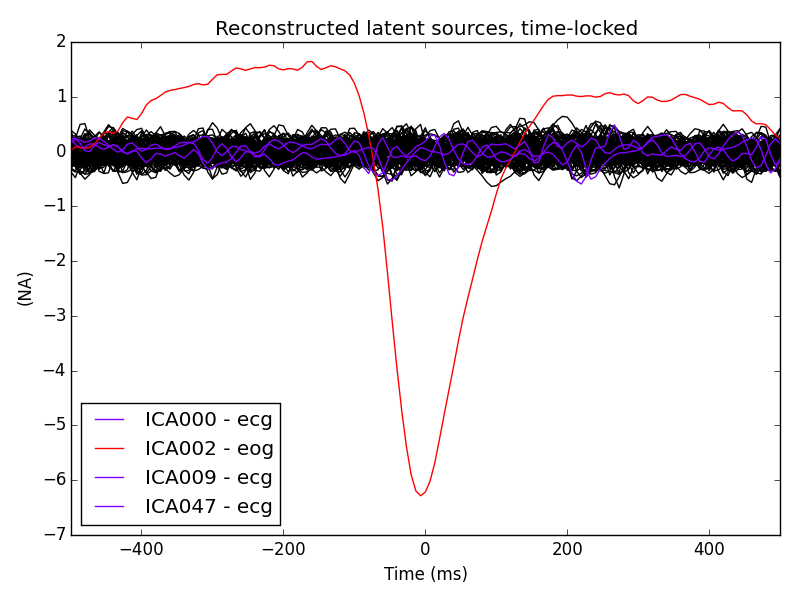 Reconstructed latent sources, time-locked
2
1
0
−1
−2
−3
−4
−5
−6
−7
(NA)
ICA000 - ecg
ICA002 - eog
ICA009 - ecg
ICA047 - ecg
−400
−200
0
200
400
Time (ms)